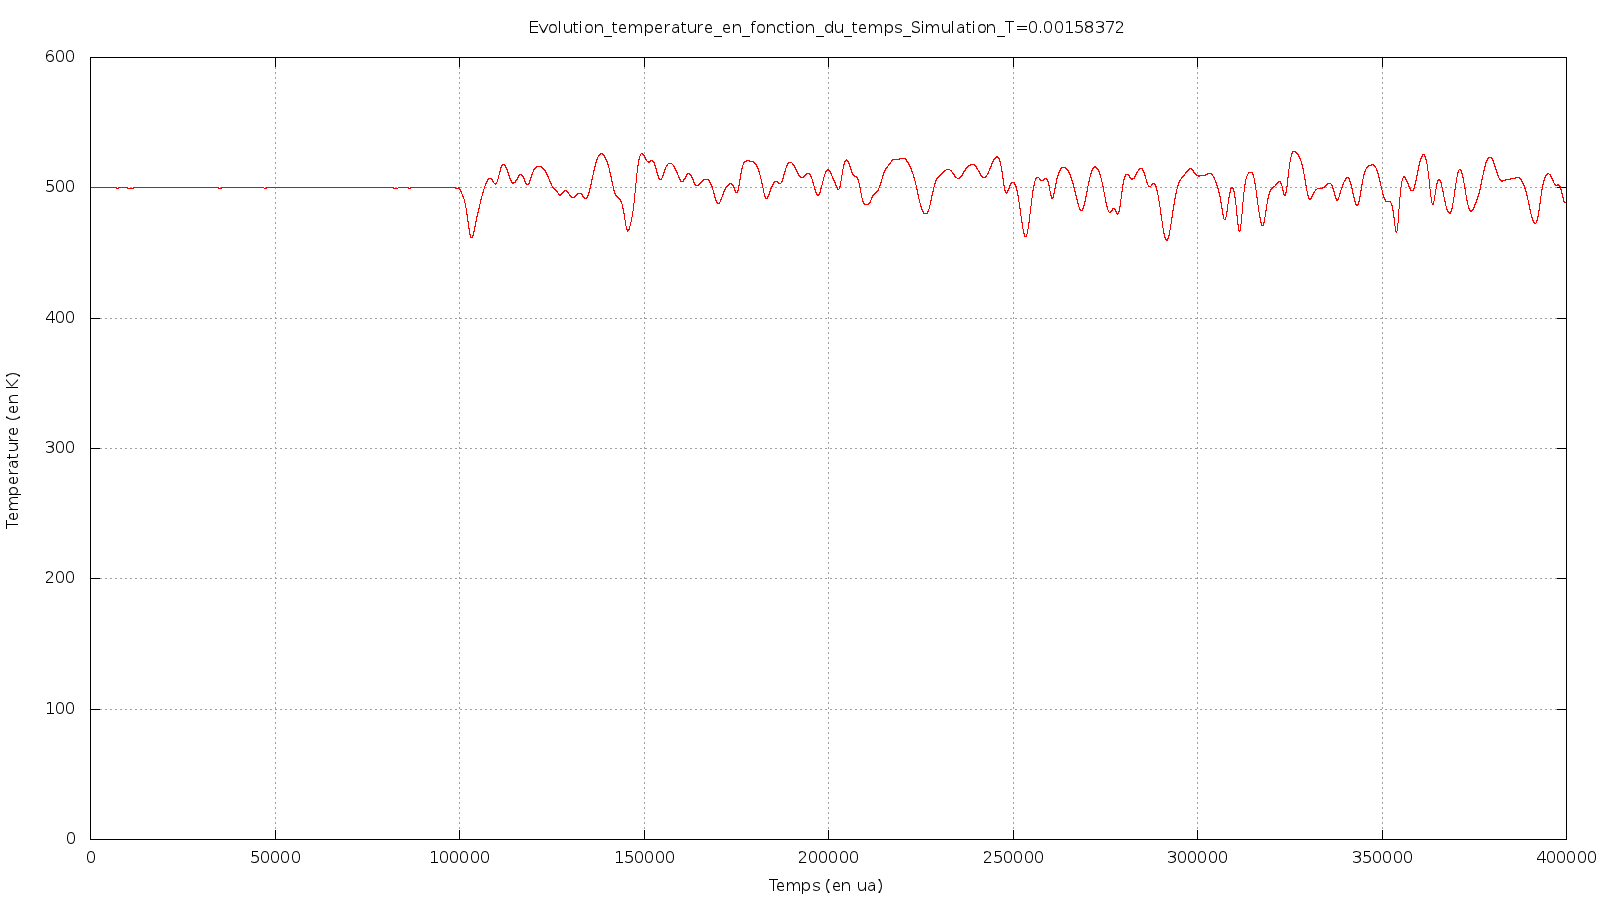 Evolution_temperature_en_fonction_du_temps_Simulation_T=0.00158372
600
500
400
300
200
100
0
Temperature (en K)
0 50000 100000 150000 200000 250000 300000 350000 400000
Temps (en ua)